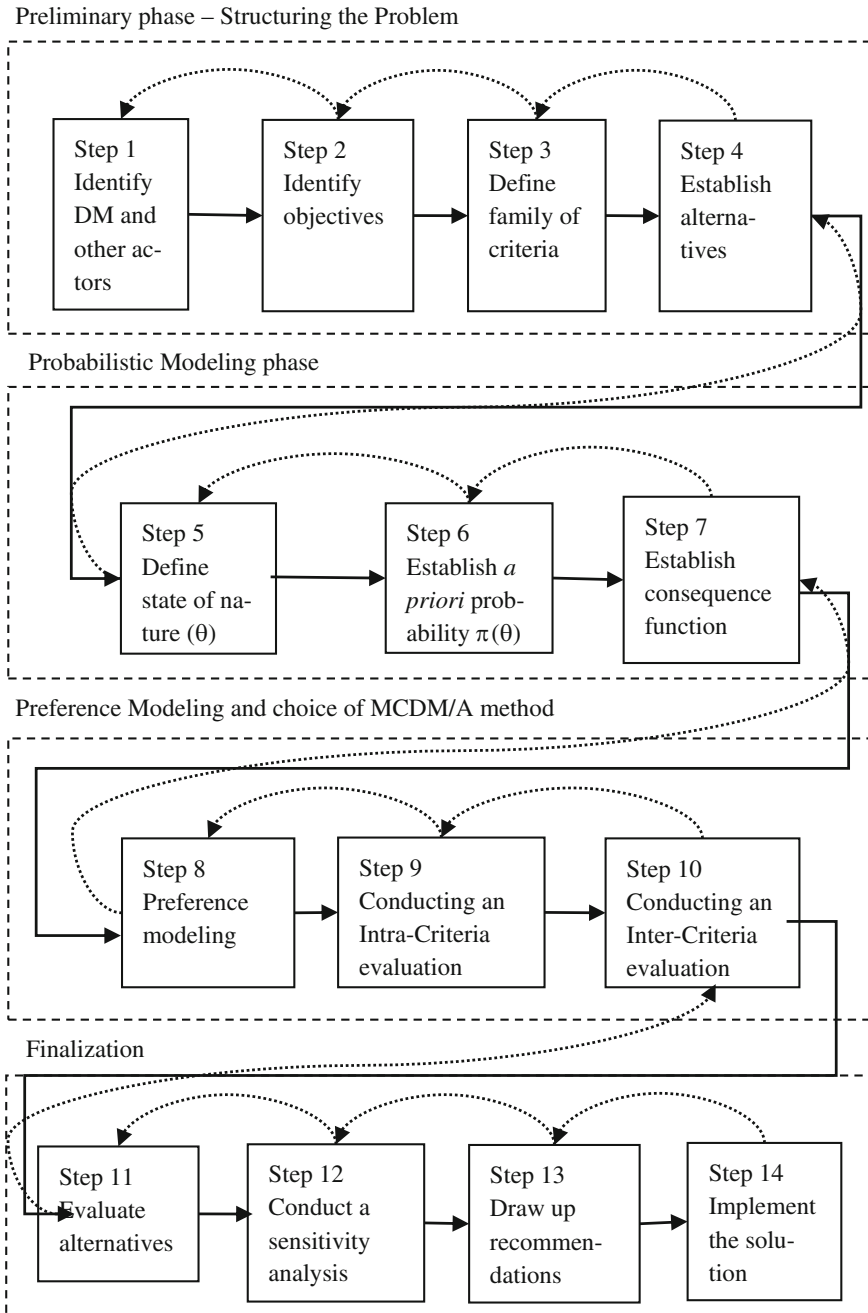 Preliminary phase – Structuring the Problem
Step 1
Identify
DM and
other ac-
tors
Step 2
Identify
objectives
Step 3
Define
family of
criteria
Step 4
Establish
alterna-
tives
Probabilistic Modeling phase
Step 5
Define
state of na-
ture (θ)
Step 6
Establish a
priori prob-
ability π(θ)
Step 7
Establish
consequence
function
Preference Modeling and choice of MCDM/A method
Step 8
Preference
modeling
Step 9
Conducting an
Intra-Criteria
evaluation
Step 10
Conducting an
Inter-Criteria
evaluation
Finalization
Step 11
Evaluate
alternatives
Step 12
Conduct a
sensitivity
analysis
Step 13
Draw up
recommen-
dations
Step 14
Implement
the solu-
tion